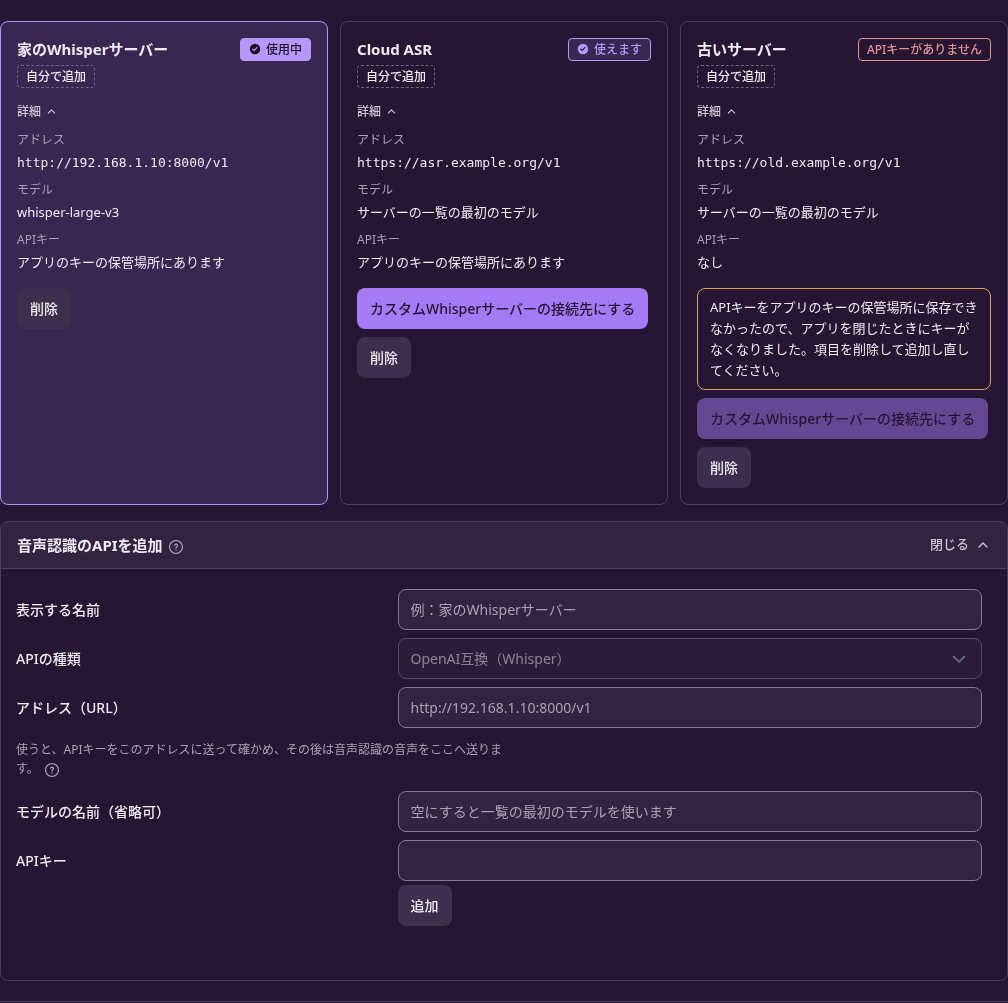 家のWhisperサーバー
使用中
自分で追加
詳細
アドレス
http://192.168.1.10:8000/v1
モデル
whisper-large-v3
APIキー
アプリのキーの保管場所にあります
削除
Cloud ASR
使えます
自分で追加
詳細
アドレス
https://asr.example.org/v1
モデル
サーバーの一覧の最初のモデル
APIキー
アプリのキーの保管場所にあります
カスタムWhisperサーバーの接続先にする
削除
古いサーバー
APIキーがありません
自分で追加
詳細
アドレス
https://old.example.org/v1
モデル
サーバーの一覧の最初のモデル
APIキー
なし
APIキーをアプリのキーの保管場所に保存でき
なかったので、アプリを閉じたときにキーが
なくなりました。項目を削除して追加し直し
てください。
カスタムWhisperサーバーの接続先にする
削除
音声認識のAPIを追加 ?
閉じる
表示する名前
例：家のWhisperサーバー
APIの種類
OpenAI互換（Whisper）
アドレス（URL）
http://192.168.1.10:8000/v1
使うと、APIキーをこのアドレスに送って確かめ、その後は音声認識の音声をここへ送りま
す。 ?
モデルの名前（省略可）
空にすると一覧の最初のモデルを使います
APIキー
追加